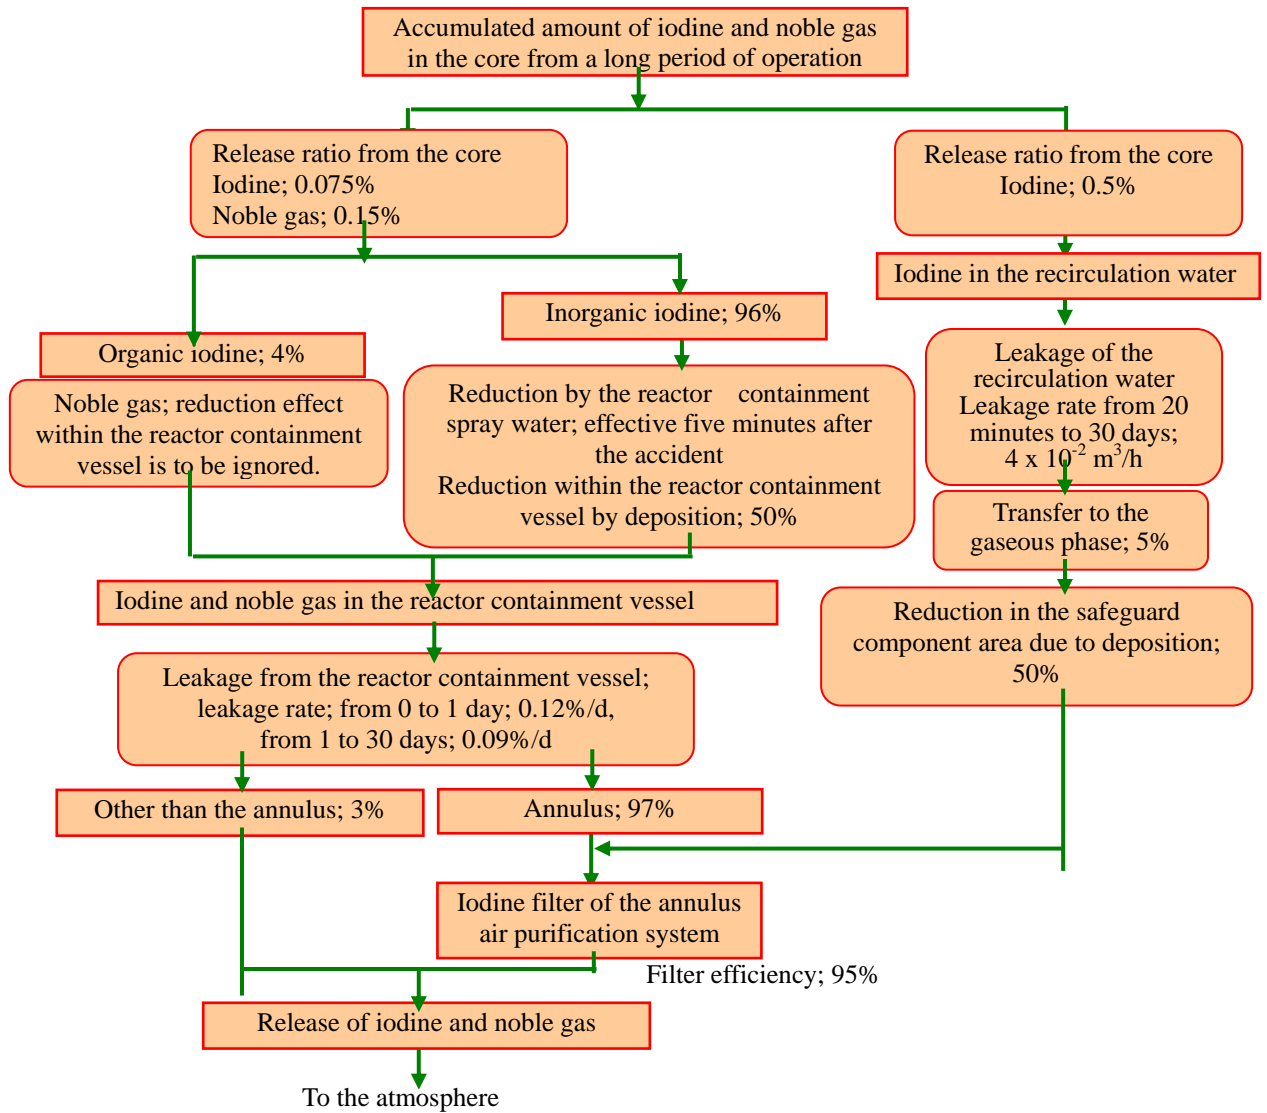 Accumulated amount of iodine and noble gas
in the core from a long period of operation
Release ratio from the core
Iodine; 0.075%
Noble gas; 0.15%
Release ratio from the core
Iodine; 0.5%
Iodine in the recirculation water
Inorganic iodine; 96%
Organic iodine; 4%
Noble gas; reduction effect
within the reactor containment
vessel is to be ignored.
Reduction by the reactor containment
spray water; effective five minutes after
the accident
Reduction within the reactor containment
vessel by deposition; 50%
Leakage of the
recirculation water
Leakage rate from 20
minutes to 30 days;
4 x 10⁻² m³/h
Transfer to the
gaseous phase; 5%
Iodine and noble gas in the reactor containment vessel
Reduction in the safeguard
component area due to deposition;
50%
Leakage from the reactor containment vessel;
leakage rate; from 0 to 1 day; 0.12%/d,
from 1 to 30 days; 0.09%/d
Other than the annulus; 3%
Annulus; 97%
Iodine filter of the annulus
air purification system
Filter efficiency; 95%
Release of iodine and noble gas
To the atmosphere